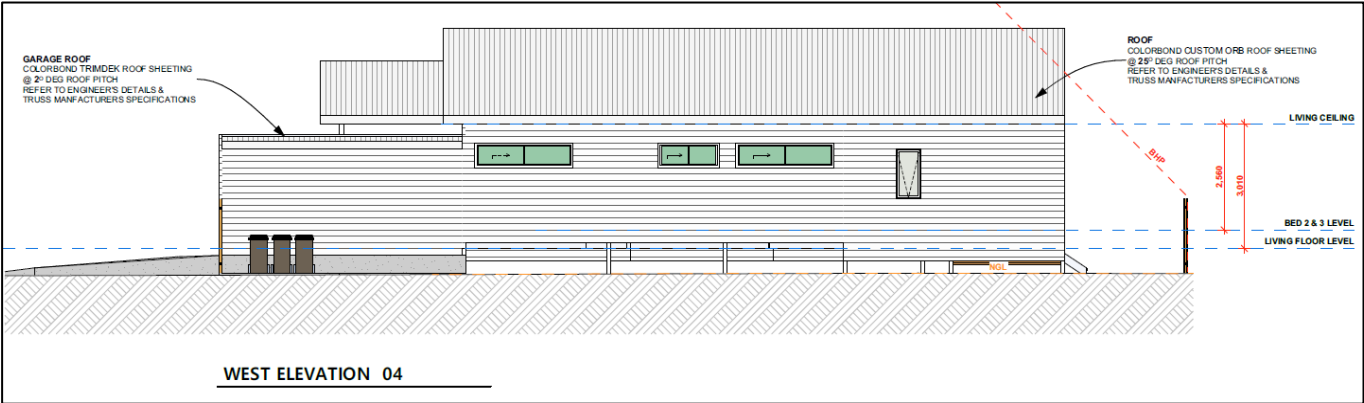 GARAGE ROOF
COLORBOND TRIMDEK ROOF SHEETING
@ 2º DEG ROOF PITCH
REFER TO ENGINEER'S DETAILS &
TRUSS MANFACTURERS SPECIFICATIONS
ROOF
COLORBOND CUSTOM ORB ROOF SHEETING
@ 25º DEG ROOF PITCH
REFER TO ENGINEER'S DETAILS &
TRUSS MANFACTURERS SPECIFICATIONS
LIVING CEILING
BHP
2,560
3,010
BED 2 & 3 LEVEL
LIVING FLOOR LEVEL
NGL
WEST ELEVATION 04